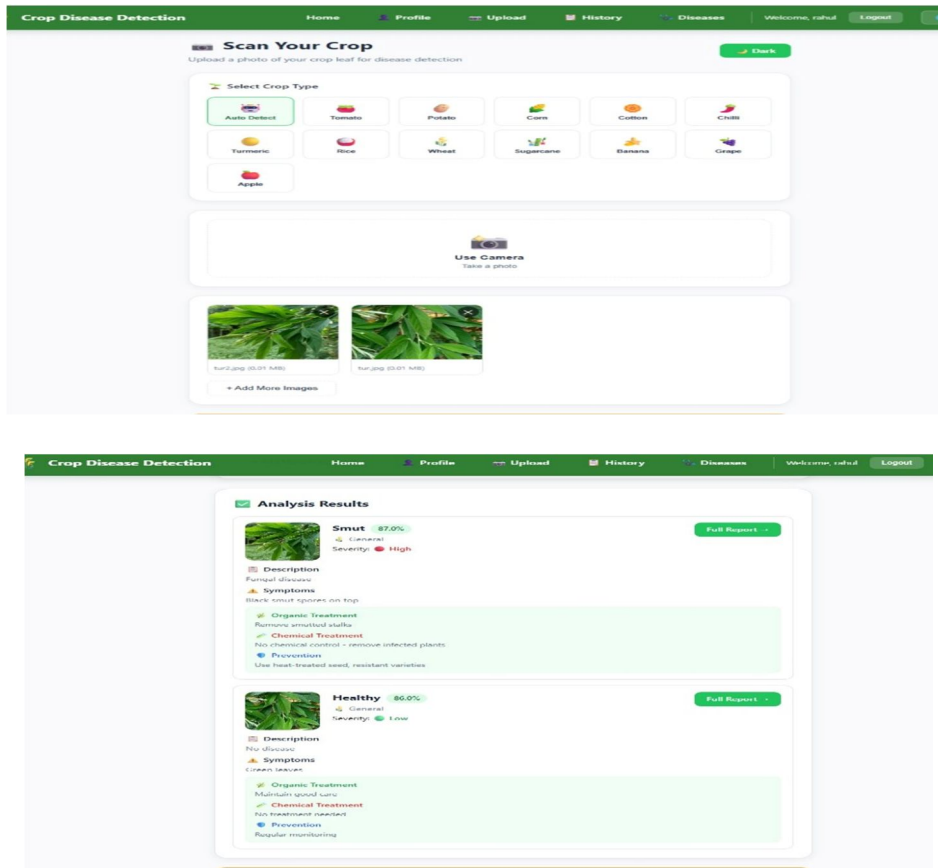 Crop Disease Detection Home Profile Upload History Diseases Welcome, rahul Logout
Scan Your Crop
Dark
Upload a photo of your crop leaf for disease detection
Select Crop Type
Auto Detect Tomato Potato Corn Cotton Chilli
Turmeric Rice Wheat Sugarcane Banana Grape
Apple
Use Camera
Take a photo
tur2.jpg (0.01 MB) tur.jpg (0.01 MB)
+ Add More Images
Crop Disease Detection Home Profile Upload History Diseases Welcome, rahul Logout
Analysis Results
Smut 87.0% Full Report
General
Severity: High
Description
Fungal disease
Symptoms
Black smut spores on top
Organic Treatment
Remove smutted stalks
Chemical Treatment
No chemical control - remove infected plants
Prevention
Use heat-treated seed, resistant varieties
Healthy 86.0% Full Report
General
Severity: Low
Description
No disease
Symptoms
Green leaves
Organic Treatment
Maintain good care
Chemical Treatment
No treatment needed
Prevention
Regular monitoring